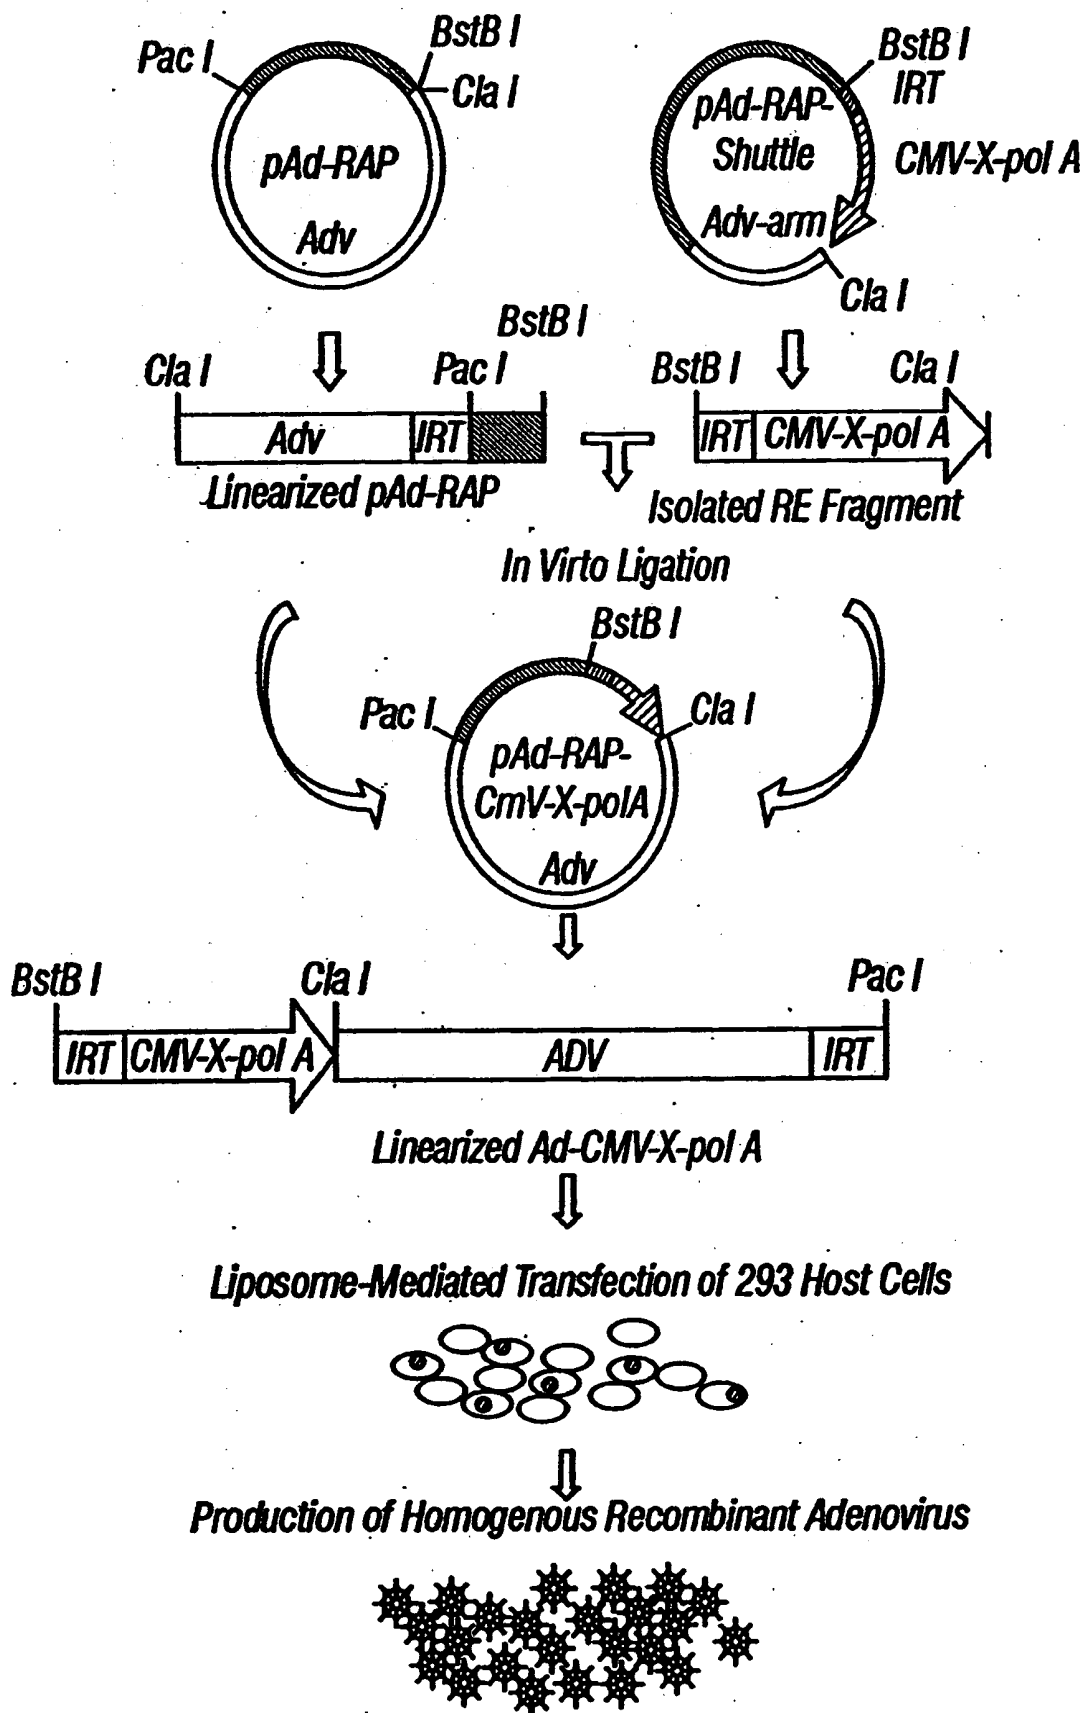 Pac I
BstB I
Cla I
pAd-RAP
Adv
BstB I
IRT
pAd-RAP-
Shuttle
CMV-X-pol A
Adv-arm
Cla I
BstB I
Cla I
Pac I
BstB I
Cla I
Adv
IRT
IRT
CMV-X-pol A
Linearized pAd-RAP
Isolated RE Fragment
In Virto Ligation
BstB I
Pac I
Cla I
pAd-RAP-
CmV-X-polA
Adv
BstB I
Cla I
Pac I
IRT
CMV-X-pol A
ADV
IRT
Linearized Ad-CMV-X-pol A
Liposome-Mediated Transfection of 293 Host Cells
Production of Homogenous Recombinant Adenovirus